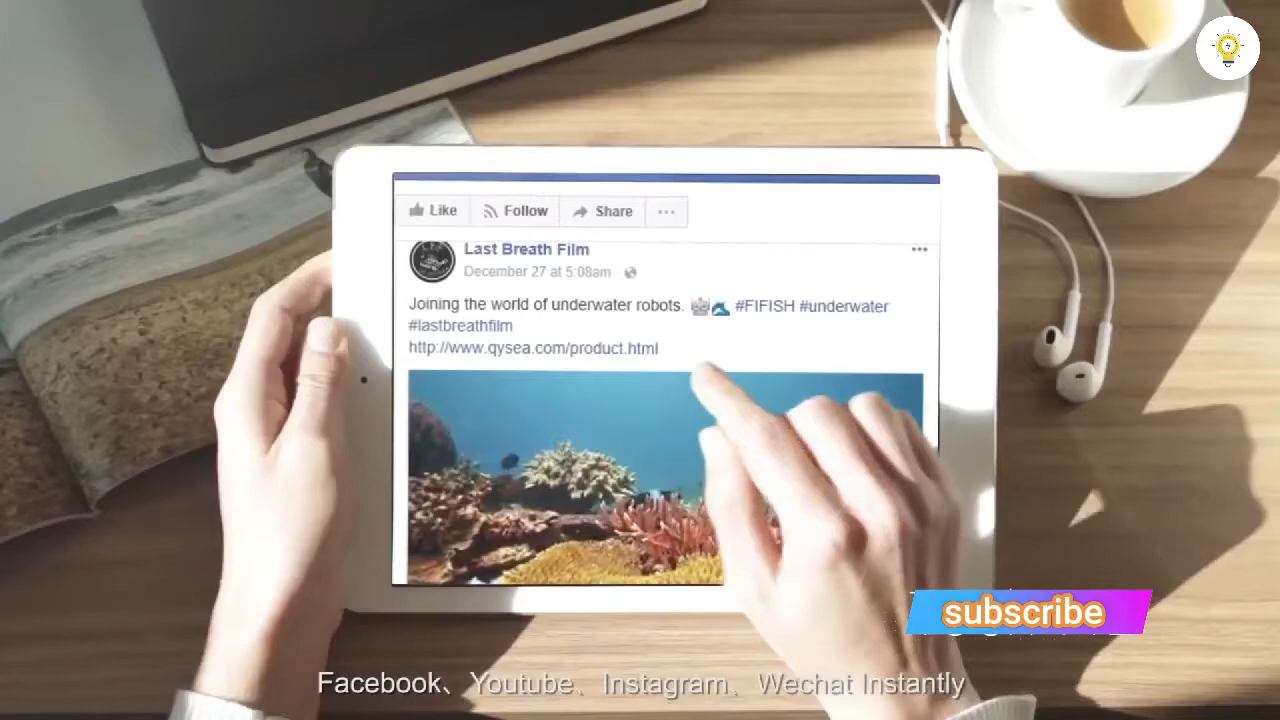 Like Follow Share
Last Breath Film
December 27 at 5:08am
Joining the world of underwater robots. #FIFISH #underwater
#lastbreathfilm
http://www.qysea.com/product.html
subscribe
Facebook、Youtube、Instagram、Wechat Instantly